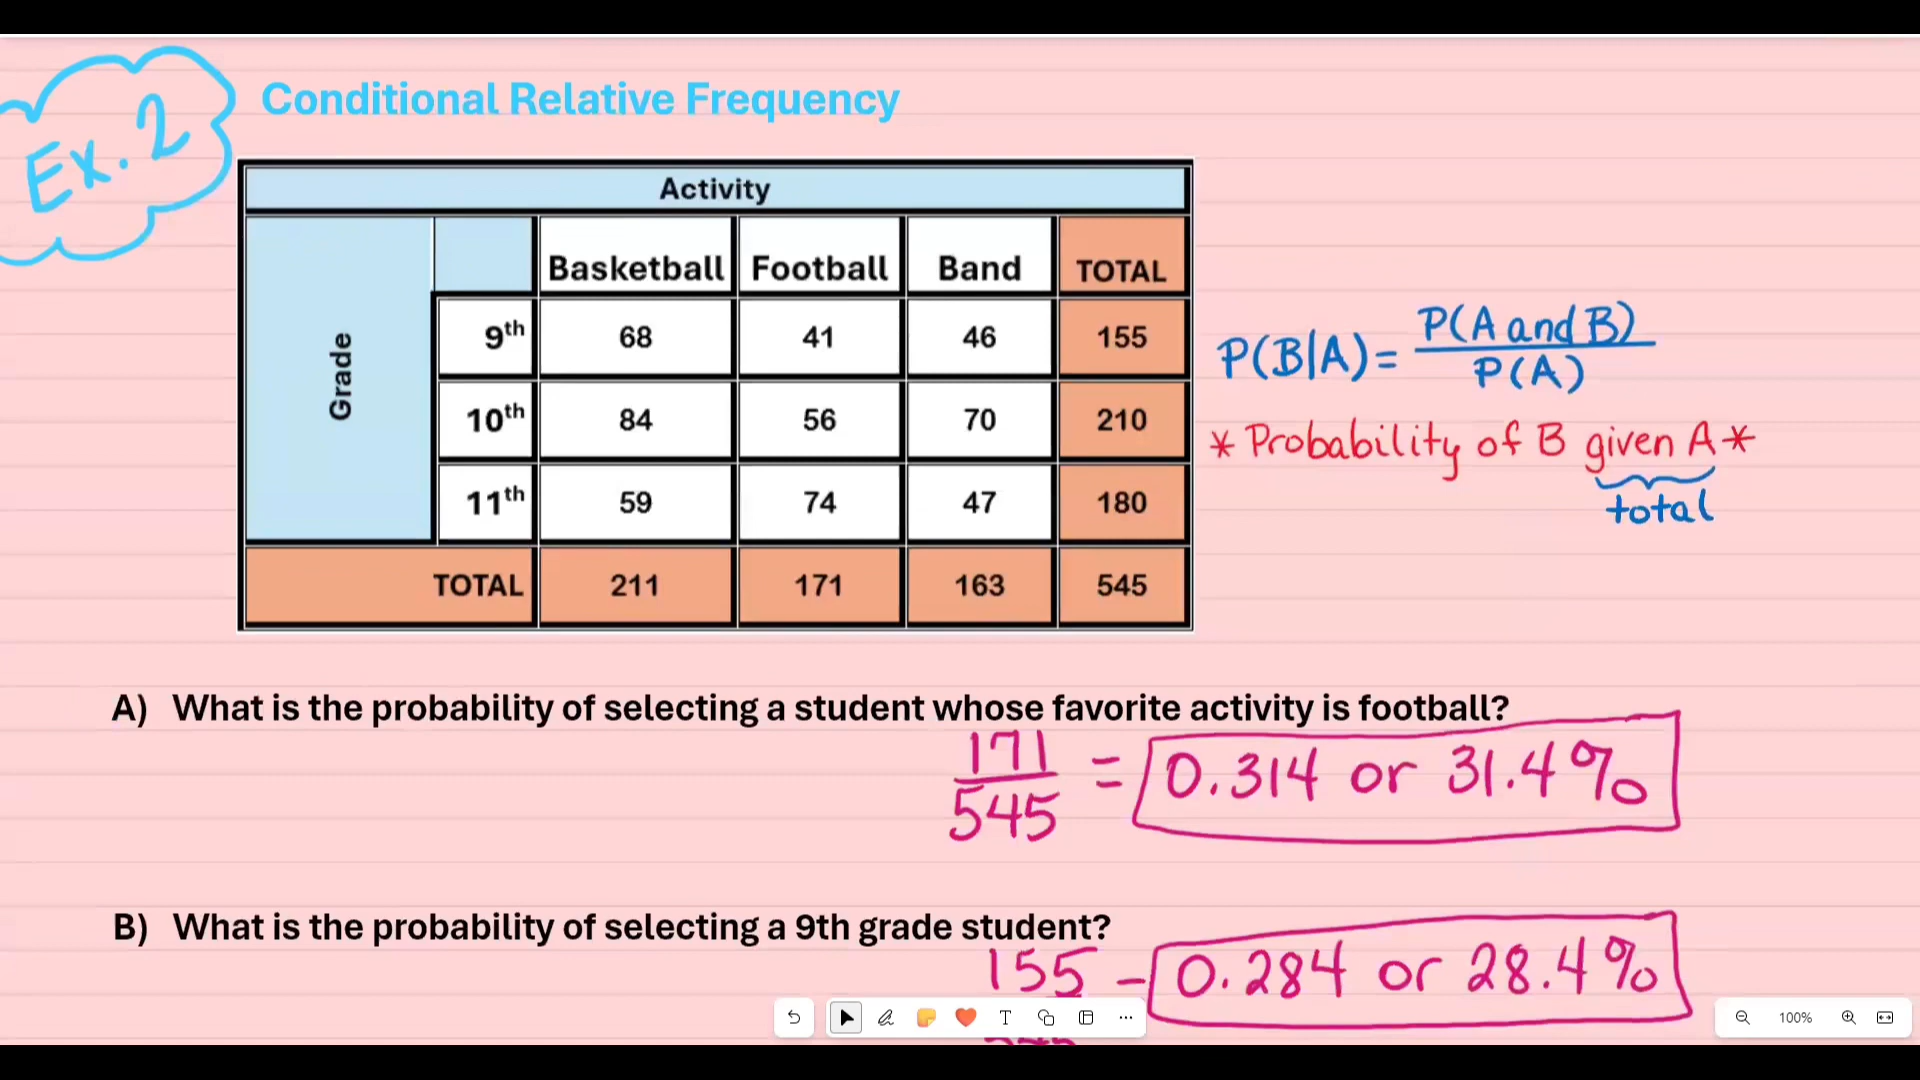 Ex. 2
Conditional Relative Frequency
Activity
Grade
Basketball Football Band TOTAL
9th 68 41 46 155
10th 84 56 70 210
11th 59 74 47 180
TOTAL 211 171 163 545
P(B|A) = P(A and B) / P(A)
* Probability of B given A *
total
A) What is the probability of selecting a student whose favorite activity is football?
171 / 545 = 0.314 or 31.4%
B) What is the probability of selecting a 9th grade student?
155 = 0.284 or 28.4%
T
100%